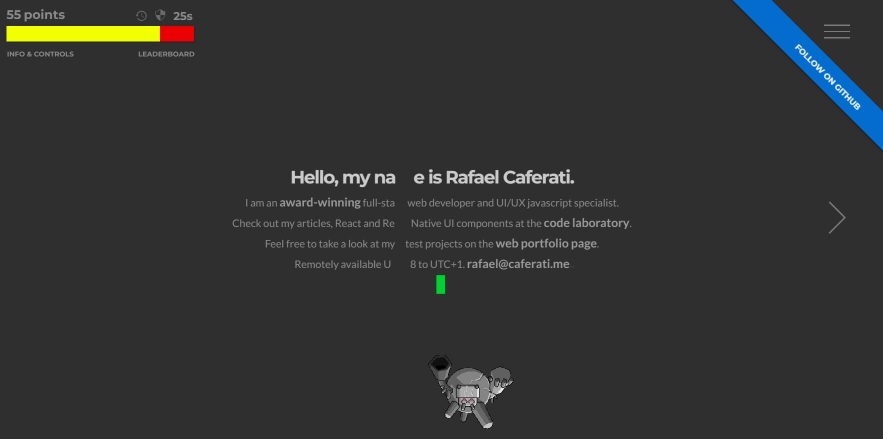 55 points
25s
INFO & CONTROLS
LEADERBOARD
FOLLOW ON GITHUB
Hello, my na e is Rafael Caferati.
I am an award-winning full-sta web developer and UI/UX javascript specialist.
Check out my articles, React and Re Native UI components at the code laboratory.
Feel free to take a look at my test projects on the web portfolio page.
Remotely available U 8 to UTC+1. rafael@caferati.me